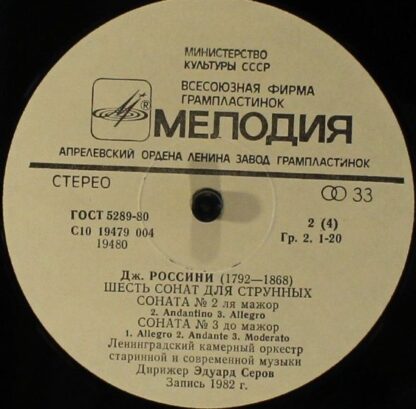 МИНИСТЕРСТВО
КУЛЬТУРЫ СССР
ВСЕСОЮЗНАЯ ФИРМА
ГРАМПЛАСТИНОК
®
МЕЛОДИЯ
АПРЕЛЕВСКИЙ ОРДЕНА ЛЕНИНА ЗАВОД ГРАМПЛАСТИНОК
СТЕРЕО
33
ГОСТ 5289-80
2 (4)
С10 19479 004
Гр. 2. 1-20
19480
Дж. РОССИНИ (1792—1868)
ШЕСТЬ СОНАТ ДЛЯ СТРУННЫХ
СОНАТА № 2 ля мажор
2. Andantino 3. Allegro
СОНАТА № 3 до мажор
1. Allegro 2. Andante 3. Moderato
Ленинградский камерный оркестр
старинной и современной музыки
Дирижер Эдуард Серов
Запись 1982 г.